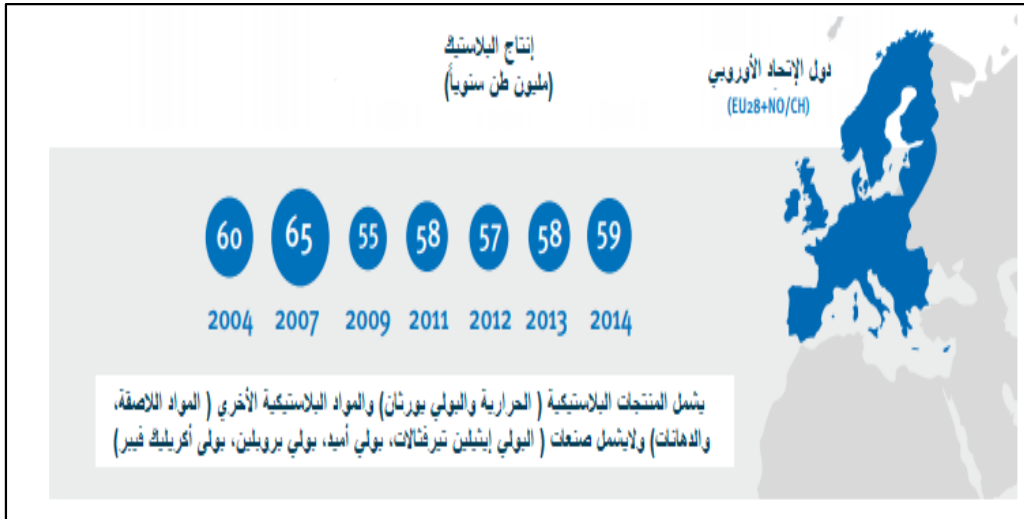 إنتاج البلاستيك
(مليون طن سنوياً)
دول الإتحاد الأوروبي
(EU28+NO/CH)
60 65 55 58 57 58 59
2004 2007 2009 2011 2012 2013 2014
يشمل المنتجات البلاستيكية ( الحرارية والبولي يورثان) والمواد البلاستيكية الأخري ( المواد اللاصقة،
والدهانات) ولايشمل صنعات ( البولي إيثيلين تيرفثالات، بولي أميد، بولي بروبلين، بولى أكريليك فيبر)